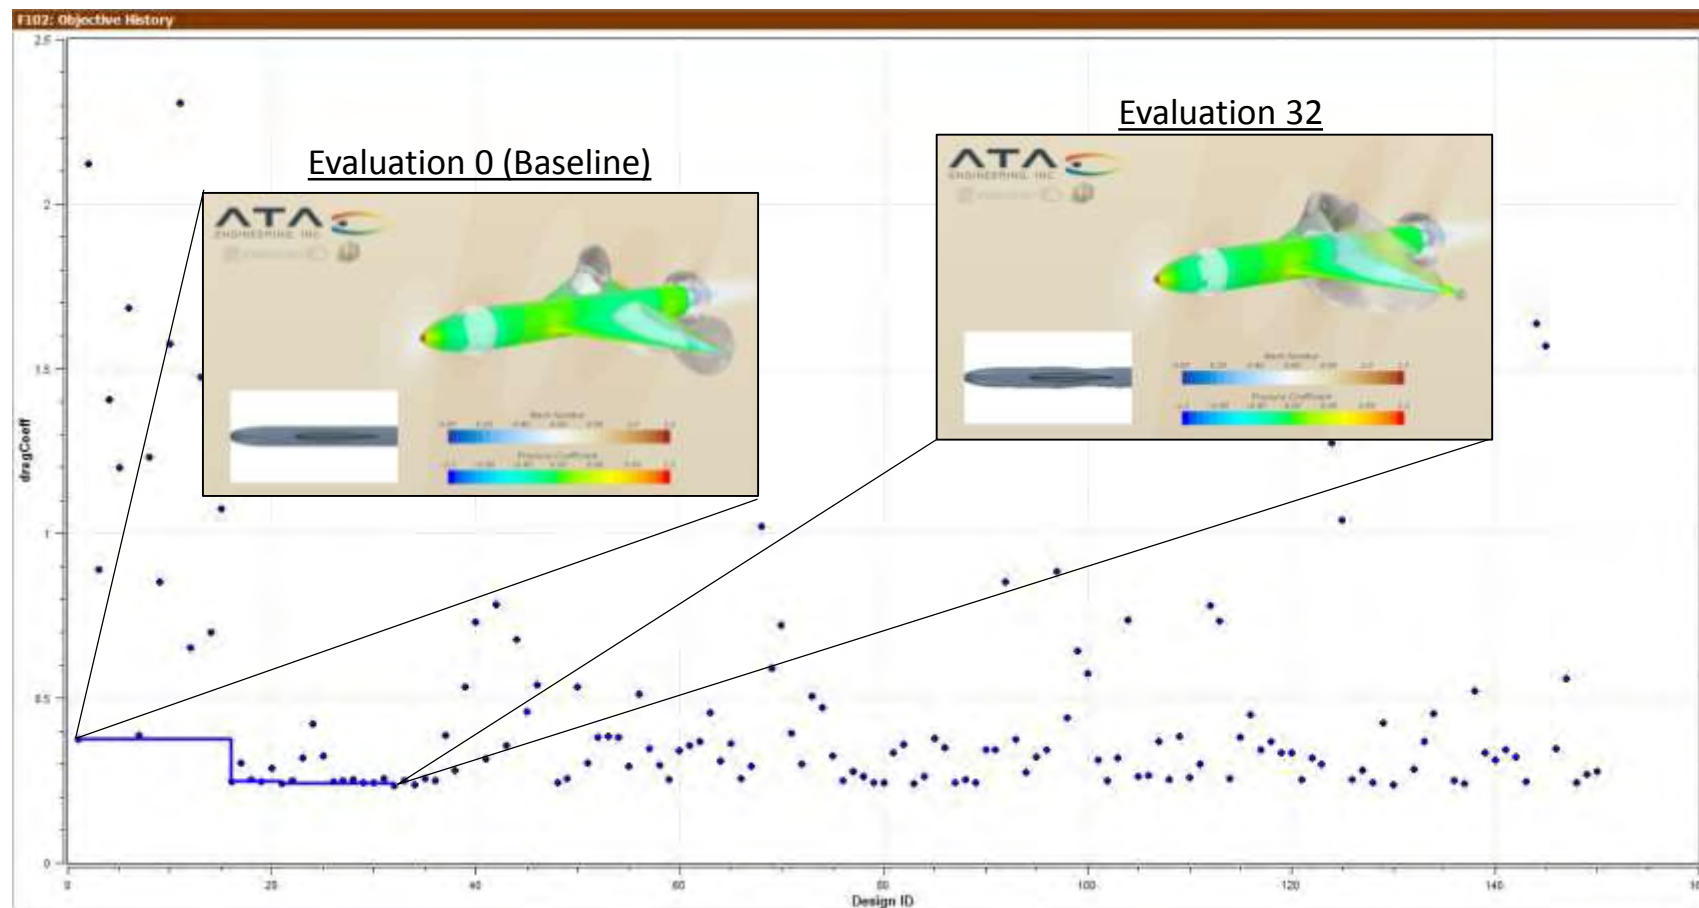 F102: Objective History
2.5
2
1.5
1
0.5
0
dragCoeff
0
20
40
60
80
100
120
140
Design ID
Evaluation 0 (Baseline)
ATA
ENGINEERING, INC
Mach Number
Pressure Coefficient
Evaluation 32
ATA
ENGINEERING, INC
Mach Number
Pressure Coefficient